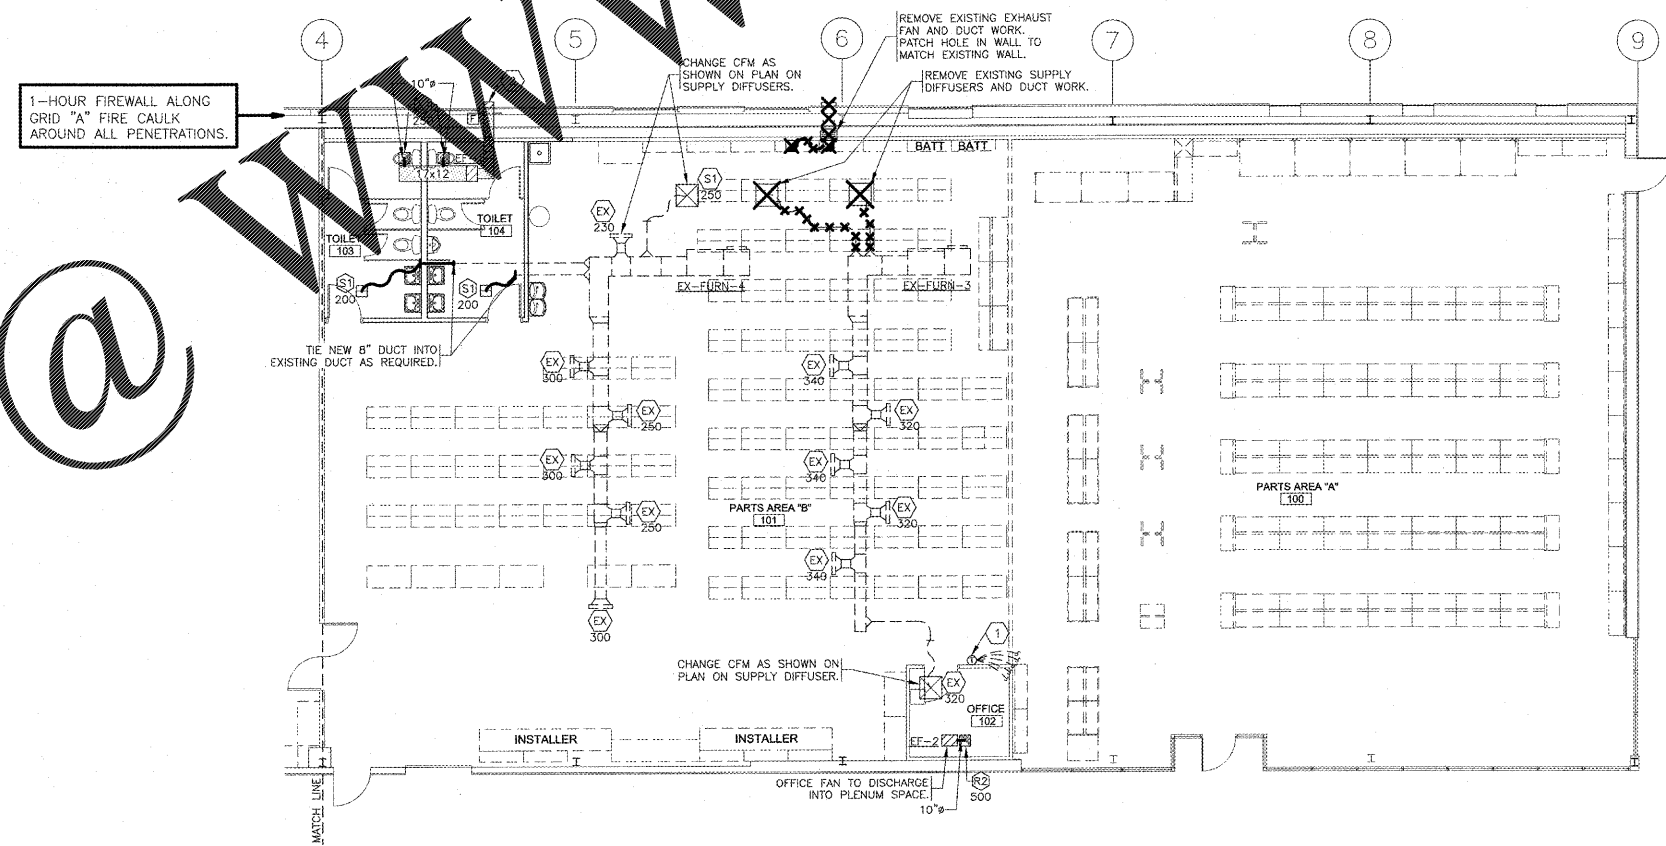 4
5
6
7
8
9
REMOVE EXISTING EXHAUST
FAN AND DUCT WORK.
PATCH HOLE IN WALL TO
MATCH EXISTING WALL.
CHANGE CFM AS
SHOWN ON PLAN ON
SUPPLY DIFFUSERS.
REMOVE EXISTING SUPPLY
DIFFUSERS AND DUCT WORK.
1-HOUR FIREWALL ALONG
GRID "A" FIRE CAULK
AROUND ALL PENETRATIONS.
10"ø
@ WWW
BATT BATT
17x12
S1
250
EX
230
TOILET
104
TOILET
103
S1
200
S1
200
EX-FURN-4
EX-FURN-3
TIE NEW 8" DUCT INTO
EXISTING DUCT AS REQUIRED.
EX
300
EX
340
EX
250
EX
320
EX
300
EX
340
EX
250
EX
320
PARTS AREA "B"
101
PARTS AREA "A"
100
EX
340
EX
300
1
CHANGE CFM AS SHOWN ON
PLAN ON SUPPLY DIFFUSER.
EX
320
OFFICE
102
INSTALLER
INSTALLER
EF-2
OFFICE FAN TO DISCHARGE
INTO PLENUM SPACE.
R2
500
10"ø
MATCH LINE